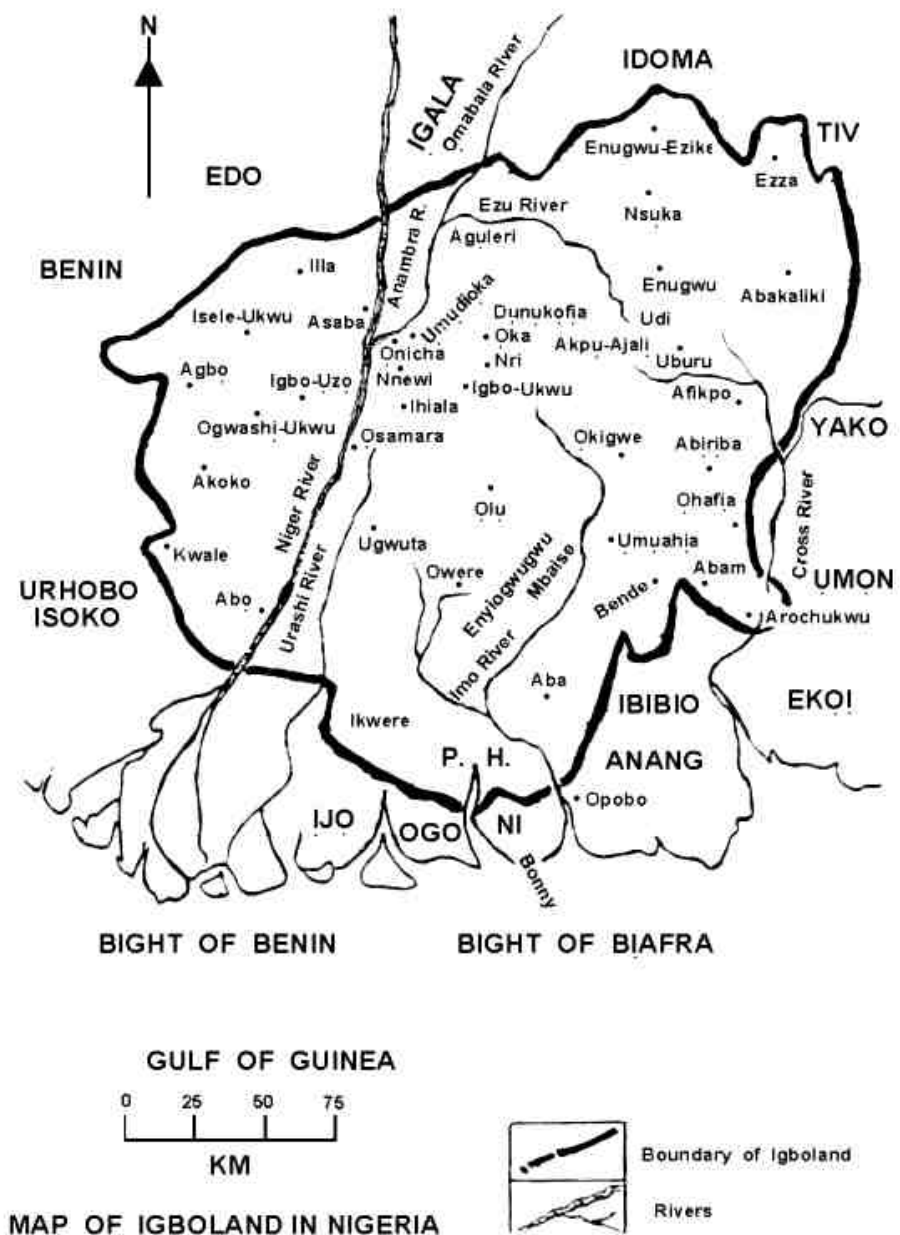 N
IGALA
Omabala River
IDOMA
TIV
Enugwu-Ezike
Ezza
EDO
Anambra R.
Ezu River
Nsuka
Aguleri
BENIN
Illa
Enugwu
Abakaliki
Isele-Ukwu
Asaba
Umudioka
Dunukofia
Udi
Onicha
Oka
Akpu-Ajali
Uburu
Agbo
Igbo-Uzo
Nnewi
Nri
Igbo-Ukwu
Afikpo
Ihiala
Ogwashi-Ukwu
YAKO
Osamara
Okigwe
Abiriba
Akoko
Niger River
Olu
Ohafia
Cross River
Kwale
Ugwuta
Umuahia
Owere
Enyiogwugwu
Mbaise
Bende
Abam
UMON
URHOBO
ISOKO
Abo
Urashi River
Arochukwu
Imo River
Aba
IBIBIO
EKOI
Ikwere
P. H.
ANANG
Opobo
IJO
OGO
NI
Bonny
BIGHT OF BENIN
BIGHT OF BIAFRA
GULF OF GUINEA
0 25 50 75
KM
Boundary of Igboland
Rivers
MAP OF IGBOLAND IN NIGERIA